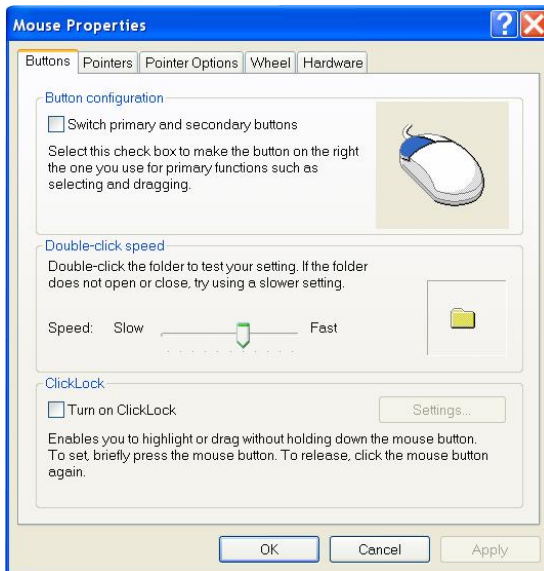 Mouse Properties
Buttons Pointers Pointer Options Wheel Hardware
Button configuration
Switch primary and secondary buttons
Select this check box to make the button on the right
the one you use for primary functions such as
selecting and dragging.
Double-click speed
Double-click the folder to test your setting. If the folder
does not open or close, try using a slower setting.
Speed: Slow Fast
ClickLock
Turn on ClickLock Settings...
Enables you to highlight or drag without holding down the mouse button.
To set, briefly press the mouse button. To release, click the mouse button
again.
OK Cancel Apply